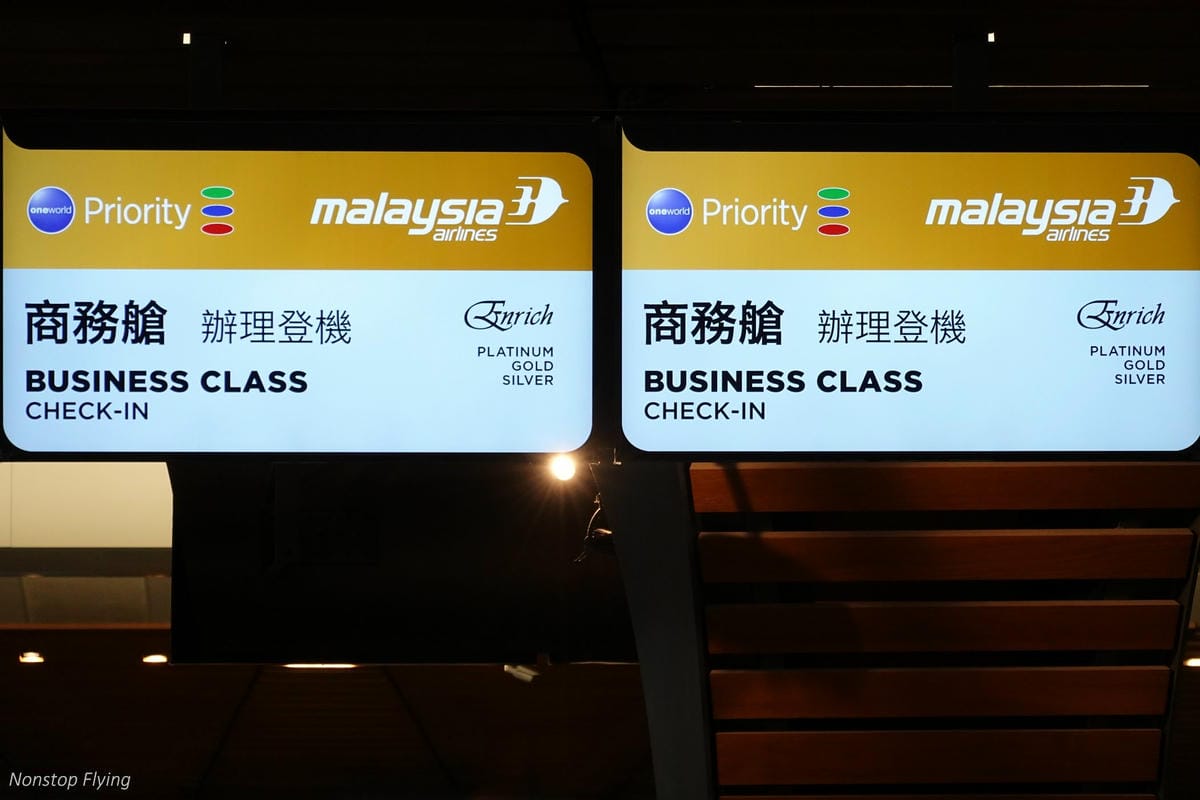 oneworld Priority malaysia airlines
商務艙 辦理登機
BUSINESS CLASS
CHECK-IN
Enrich
PLATINUM
GOLD
SILVER
oneworld Priority malaysia airlines
商務艙 辦理登機
BUSINESS CLASS
CHECK-IN
Enrich
PLATINUM
GOLD
SILVER
Nonstop Flying